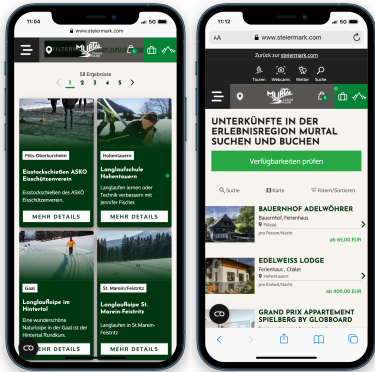 11:04
5G
www.steiermark.com
FILTERN
MURTAL
58 Ergebnisse
1 2 3 4 5
Pöls-Oberkurzheim
Eisstockschießen ASKÖ
Eisschützenverein
Eisstockschießen des ASKÖ
Eisschützenverein.
MEHR DETAILS
Hohentauern
Langlaufschule
Hohentauern
Langlaufen lernen oder
Technik verbessern mit
Jennifer Fischer.
MEHR DETAILS
Gaal
Langlaufloipe im
Hintertal
Eine wunderschöne
Naturloipe in der Gaal ist der
Hintertal Rundkurs.
MEHR DETAILS
St. Marein-Feistritz
Langlaufloipe St.
Marein-Feistritz
Langlaufen in St.Marein-
Feistritz
MEHR DETAILS
11:12
5G
AA
www.steiermark.com
Zurück zur steiermark.com
Touren Webcams Wetter Suche
MURTAL
UNTERKÜNFTE IN DER
ERLEBNISREGION MURTAL
SUCHEN UND BUCHEN
Verfügbarkeiten prüfen
Suche Karte Filtern/Sortieren
BAUERNHOF ADELWÖHRER
Bauernhof, Ferienhaus
Pölstal
pro Person/Nacht
ab 65,00 EUR
EDELWEISS LODGE
Ferienhaus , Chalet
Hohentauern
pro Einheit/Nacht
ab 400,00 EUR
GRAND PRIX APPARTEMENT
SPIELBERG BY GLOBBOARD